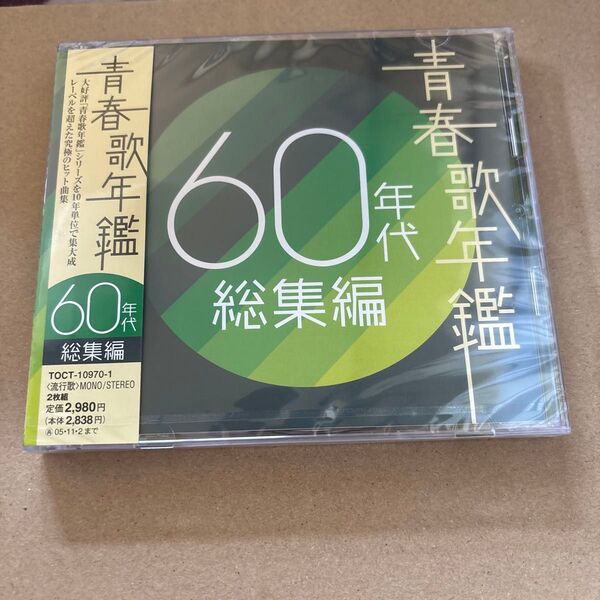 青春歌年鑑
大好評「青春歌年鑑」シリーズを10年単位で集大成
レーベルを超えた究極のヒット曲集
60年代
総集編
TOCT-10970-1
〈流行歌〉MONO/STEREO
2枚組
定価2,980円
(本体2,838円)
Ⓐ05・11・2まで
青春歌年鑑
60年代
総集編